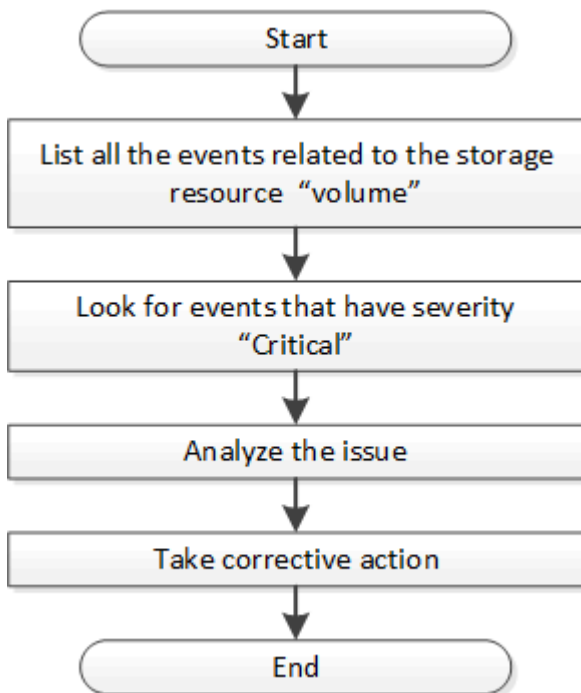 Start
List all the events related to the storage
resource “volume”
Look for events that have severity
“Critical”
Analyze the issue
Take corrective action
End